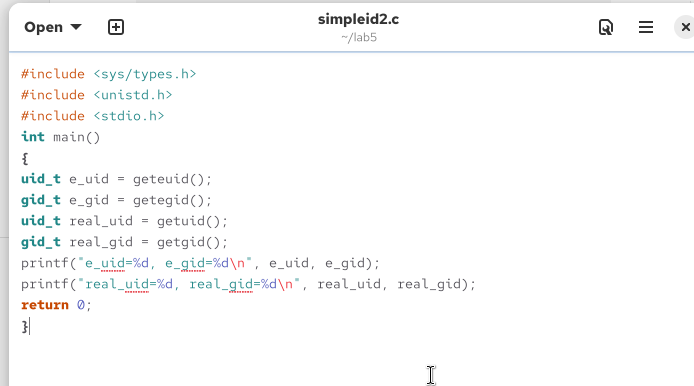 Open
simpleid2.c
~/lab5
#include <sys/types.h>
#include <unistd.h>
#include <stdio.h>
int main()
{
uid_t e_uid = geteuid();
gid_t e_gid = getegid();
uid_t real_uid = getuid();
gid_t real_gid = getgid();
printf("e_uid=%d, e_gid=%d\n", e_uid, e_gid);
printf("real_uid=%d, real_gid=%d\n", real_uid, real_gid);
return 0;
}